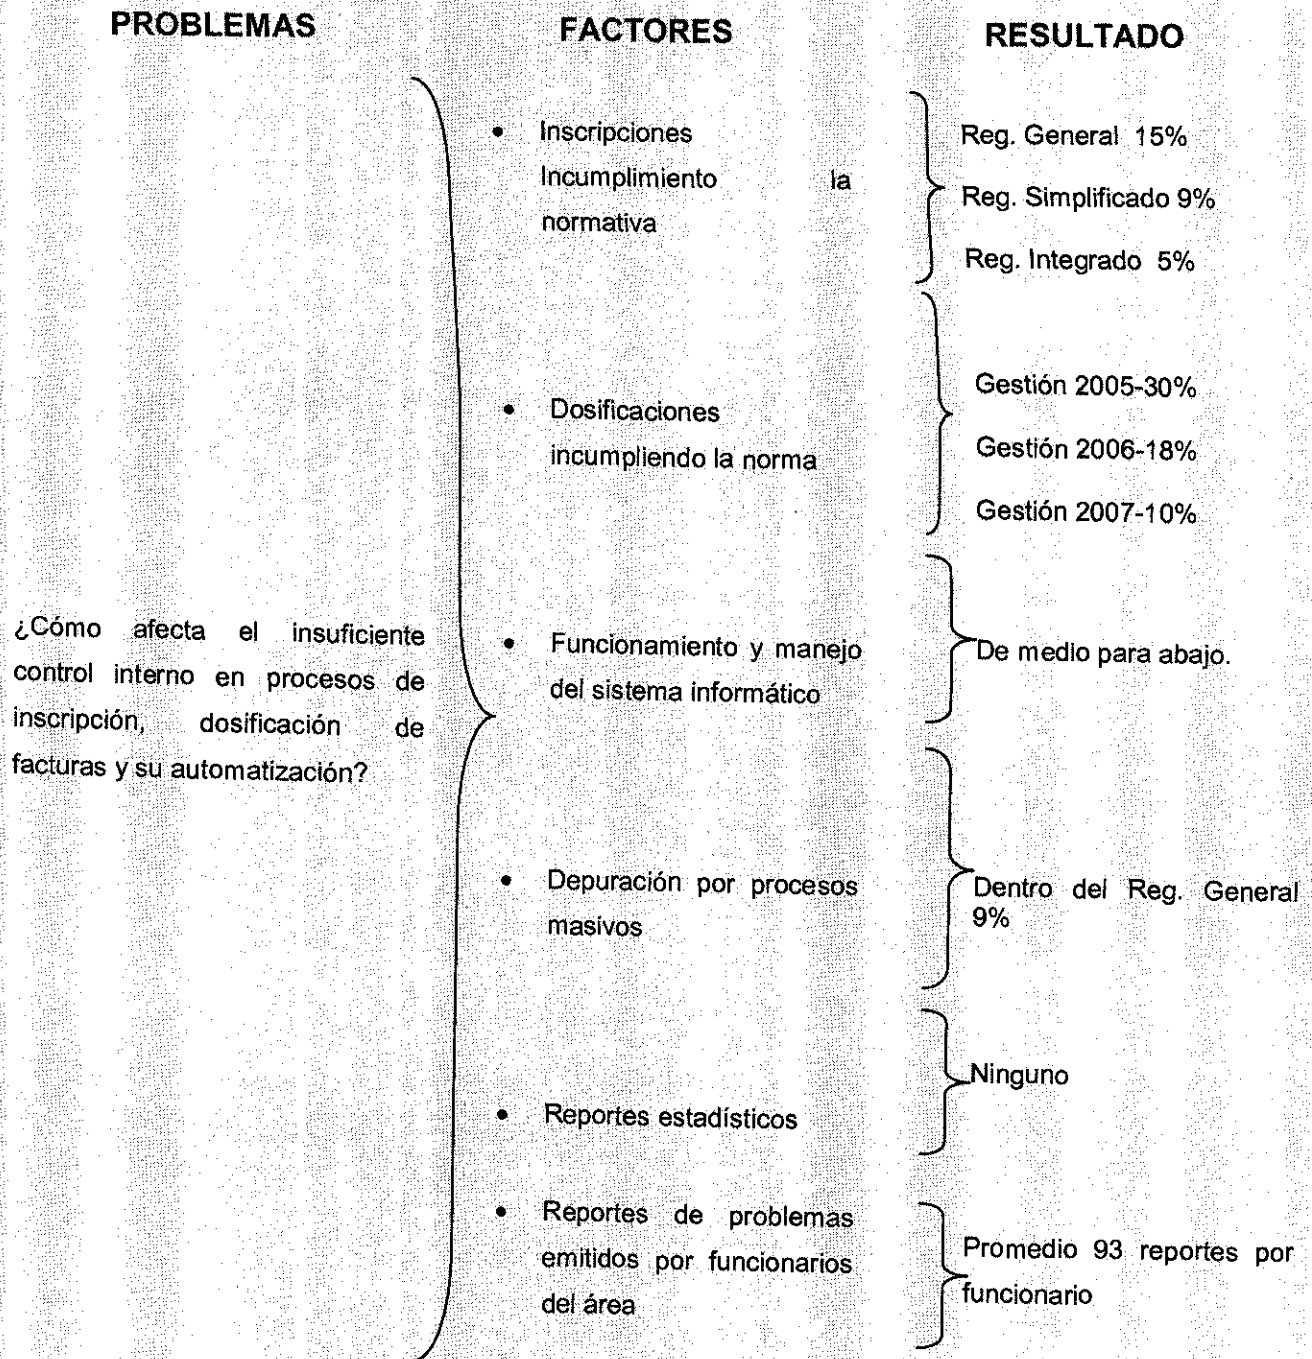 PROBLEMAS
FACTORES
RESULTADO
¿Cómo afecta el insuficiente
control interno en procesos de
inscripción, dosificación de
facturas y su automatización?
• Inscripciones
Incumplimiento la
normativa
Reg. General 15%
Reg. Simplificado 9%
Reg. Integrado 5%
• Dosificaciones
incumpliendo la norma
Gestión 2005-30%
Gestión 2006-18%
Gestión 2007-10%
• Funcionamiento y manejo
del sistema informático
De medio para abajo.
• Depuración por procesos
masivos
Dentro del Reg. General
9%
• Reportes estadísticos
Ninguno
• Reportes de problemas
emitidos por funcionarios
del área
Promedio 93 reportes por
funcionario